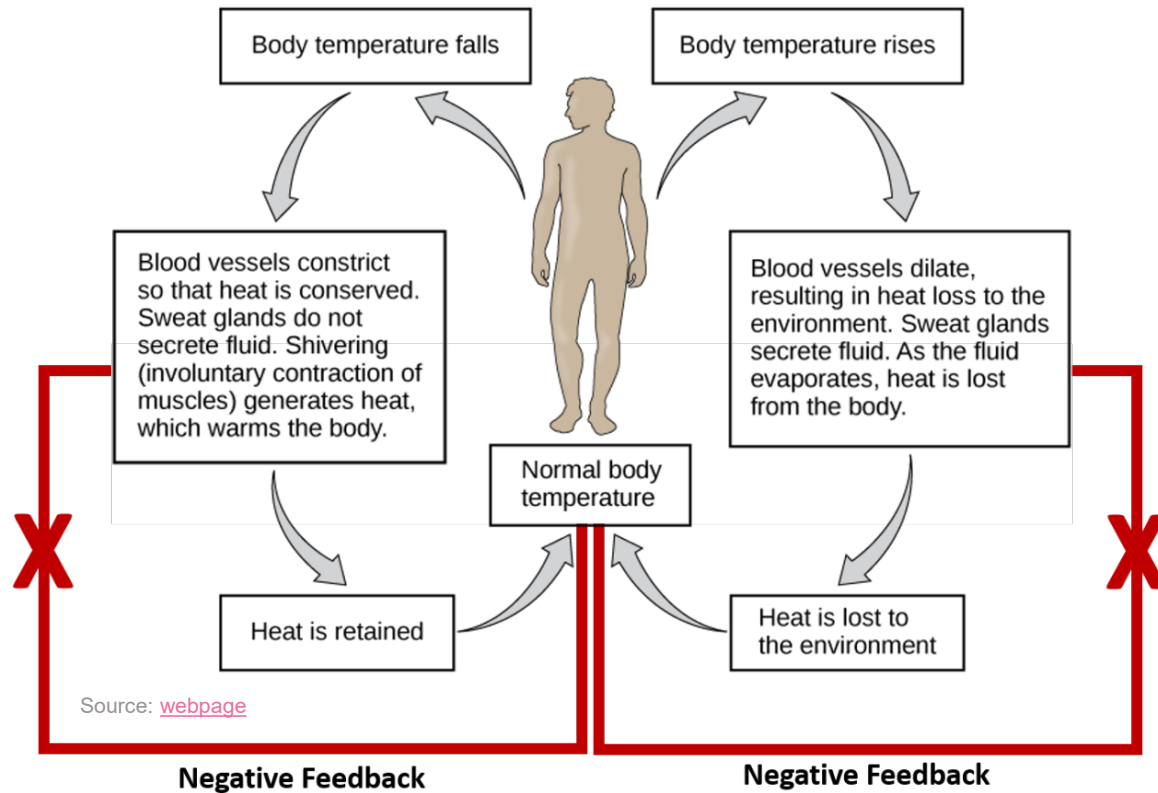 Body temperature falls
Body temperature rises
Blood vessels constrict
so that heat is conserved.
Sweat glands do not
secrete fluid. Shivering
(involuntary contraction of
muscles) generates heat,
which warms the body.
Blood vessels dilate,
resulting in heat loss to the
environment. Sweat glands
secrete fluid. As the fluid
evaporates, heat is lost
from the body.
Normal body
temperature
X
X
Heat is retained
Heat is lost to
the environment
Source: webpage
Negative Feedback
Negative Feedback